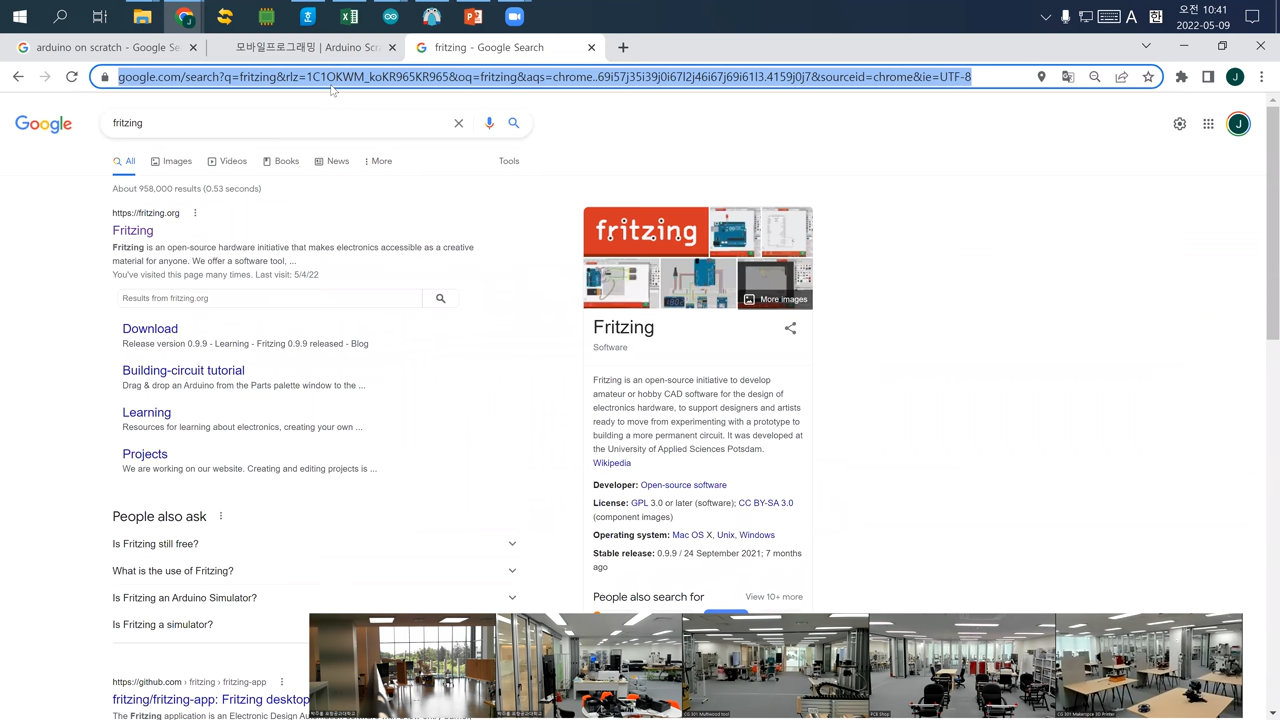 오전 10:41
2022-05-09
arduino on scratch - Google Se
모바일프로그래밍 | Arduino Scr
fritzing - Google Search
google.com/search?q=fritzing&rlz=1C1OKWM_koKR965KR965&oq=fritzing&aqs=chrome..69i57j35i39j0i67l2j46i67j69i61l3.4159j0j7&sourceid=chrome&ie=UTF-8
J
Google
fritzing
J
All
Images
Videos
Books
News
More
Tools
About 958,000 results (0.53 seconds)
https://fritzing.org
Fritzing
Fritzing is an open-source hardware initiative that makes electronics accessible as a creative
material for anyone. We offer a software tool, ...
You've visited this page many times. Last visit: 5/4/22
Results from fritzing.org
Download
Release version 0.9.9 - Learning - Fritzing 0.9.9 released - Blog
Building-circuit tutorial
Drag & drop an Arduino from the Parts palette window to the ...
Learning
Resources for learning about electronics, creating your own ...
Projects
We are working on our website. Creating and editing projects is ...
People also ask
Is Fritzing still free?
What is the use of Fritzing?
Is Fritzing an Arduino Simulator?
Is Fritzing a simulator?
https://github.com › fritzing › fritzing-app
fritzing/fritzing-app: Fritzing desktop
The Fritzing application is an Electronic Design
fritzing
More images
Fritzing
Software
Fritzing is an open-source initiative to develop
amateur or hobby CAD software for the design of
electronics hardware, to support designers and artists
ready to move from experimenting with a prototype to
building a more permanent circuit. It was developed at
the University of Applied Sciences Potsdam.
Wikipedia
Developer: Open-source software
License: GPL 3.0 or later (software); CC BY-SA 3.0
(component images)
Operating system: Mac OS X, Unix, Windows
Stable release: 0.9.9 / 24 September 2021; 7 months
ago
People also search for
View 10+ more
PCB Shop